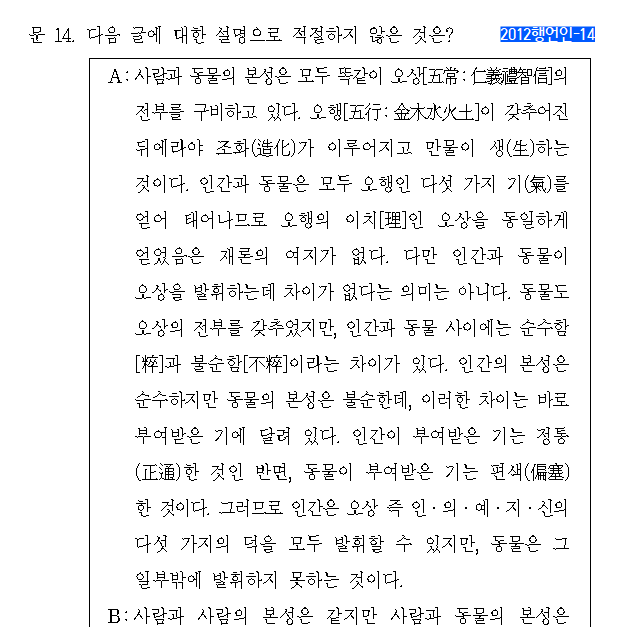 문 14. 다음 글에 대한 설명으로 적절하지 않은 것은? 2012행언인-14
A: 사람과 동물의 본성은 모두 똑같이 오상[五常: 仁義禮智信]의
전부를 구비하고 있다. 오행[五行: 金木水火土]이 갖추어진
뒤에라야 조화(造化)가 이루어지고 만물이 생(生)하는
것이다. 인간과 동물은 모두 오행인 다섯 가지 기(氣)를
얻어 태어나므로 오행의 이치[理]인 오상을 동일하게
얻었음은 재론의 여지가 없다. 다만 인간과 동물이
오상을 발휘하는데 차이가 없다는 의미는 아니다. 동물도
오상의 전부를 갖추었지만, 인간과 동물 사이에는 순수함
[粹]과 불순함[不粹]이라는 차이가 있다. 인간의 본성은
순수하지만 동물의 본성은 불순한데, 이러한 차이는 바로
부여받은 기에 달려 있다. 인간이 부여받은 기는 정통
(正通)한 것인 반면, 동물이 부여받은 기는 편색(偏塞)
한 것이다. 그러므로 인간은 오상 즉 인·의·예·지·신의
다섯 가지의 덕을 모두 발휘할 수 있지만, 동물은 그
일부밖에 발휘하지 못하는 것이다.
B: 사람과 사람의 본성은 같지만 사람과 동물의 본성은